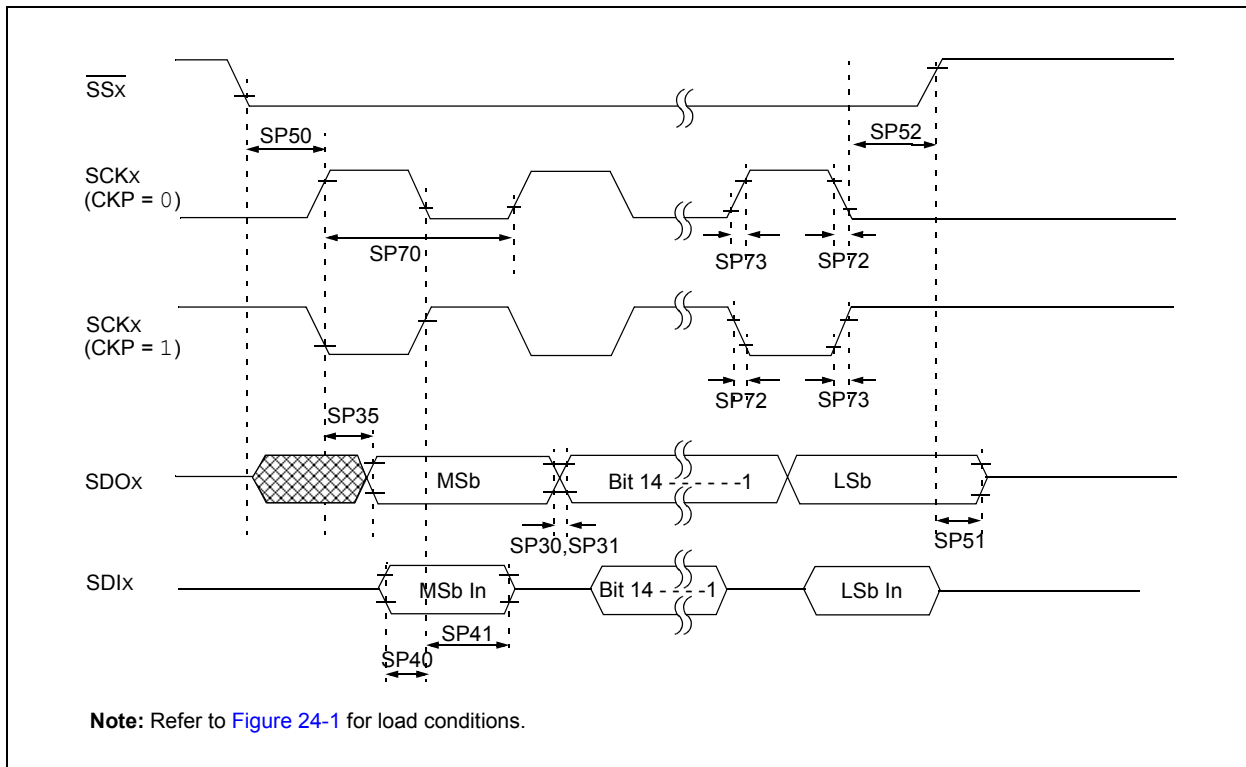 SSx
SP50
SP52
SCKx
(CKP = 0)
SP70
SP73
SP72
SCKx
(CKP = 1)
SP72
SP73
SP35
SDOx
MSb
Bit 14 - - - - - -1
LSb
SP30,SP31
SP51
SDIx
MSb In
Bit 14 - - - -1
LSb In
SP41
SP40
Note: Refer to Figure 24-1 for load conditions.